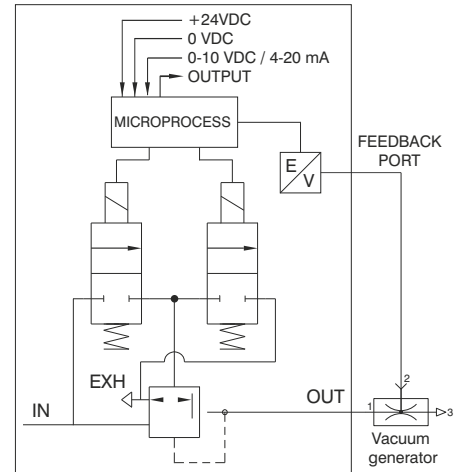 +24VDC
0 VDC
0-10 VDC / 4-20 mA
OUTPUT
MICROPROCESS
FEEDBACK
PORT
E
V
EXH
IN
OUT
1
2
3
Vacuum
generator